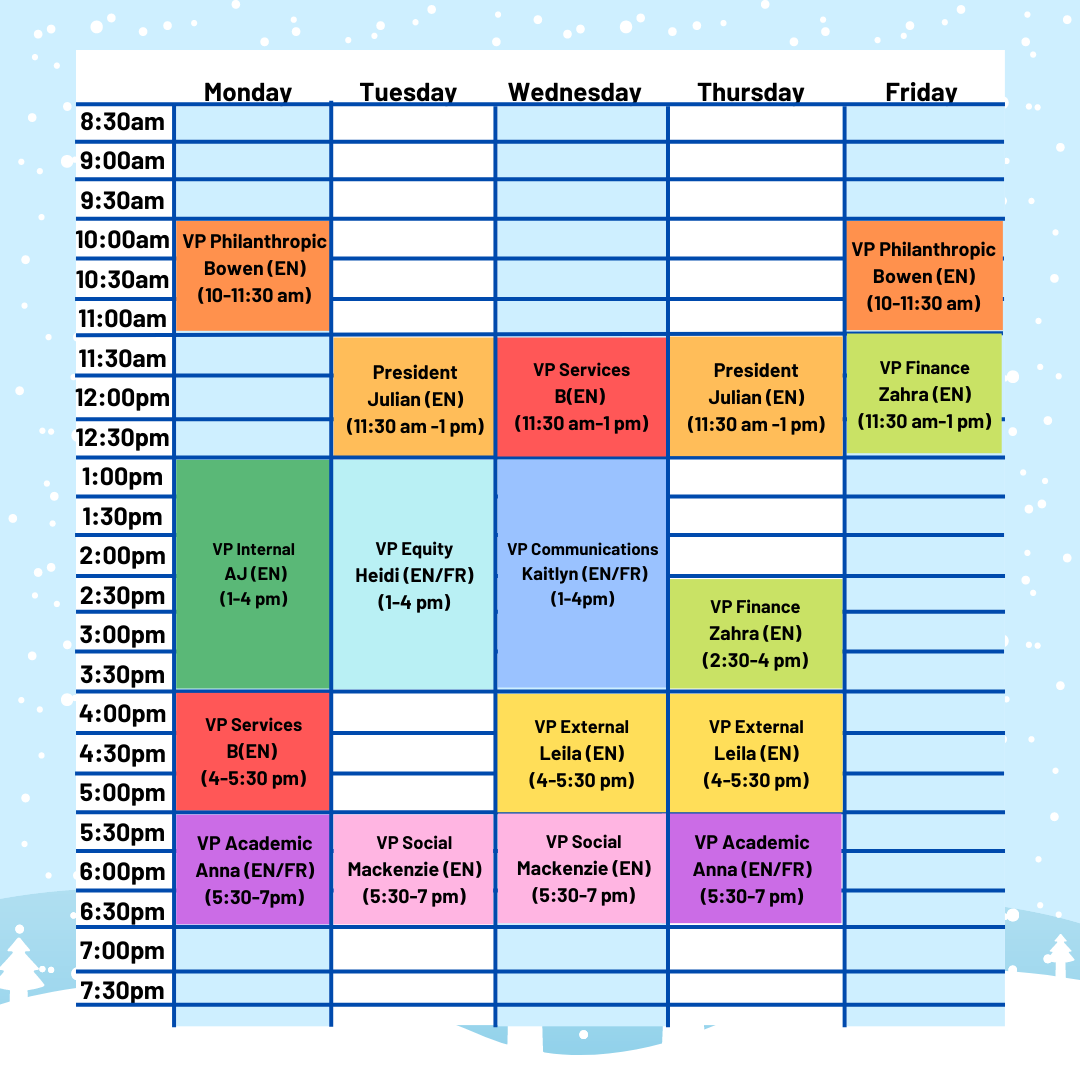 Monday Tuesday Wednesday Thursday Friday
8:30am
9:00am
9:30am
10:00am
10:30am
11:00am
11:30am
12:00pm
12:30pm
1:00pm
1:30pm
2:00pm
2:30pm
3:00pm
3:30pm
4:00pm
4:30pm
5:00pm
5:30pm
6:00pm
6:30pm
7:00pm
7:30pm
VP Philanthropic
Bowen (EN)
(10-11:30 am)
VP Internal
AJ (EN)
(1-4 pm)
VP Services
B(EN)
(4-5:30 pm)
VP Academic
Anna (EN/FR)
(5:30-7pm)
President
Julian (EN)
(11:30 am -1 pm)
VP Equity
Heidi (EN/FR)
(1-4 pm)
VP Social
Mackenzie (EN)
(5:30-7 pm)
VP Services
B(EN)
(11:30 am-1 pm)
VP Communications
Kaitlyn (EN/FR)
(1-4pm)
VP External
Leila (EN)
(4-5:30 pm)
VP Social
Mackenzie (EN)
(5:30-7 pm)
President
Julian (EN)
(11:30 am -1 pm)
VP Finance
Zahra (EN)
(2:30-4 pm)
VP External
Leila (EN)
(4-5:30 pm)
VP Academic
Anna (EN/FR)
(5:30-7 pm)
VP Philanthropic
Bowen (EN)
(10-11:30 am)
VP Finance
Zahra (EN)
(11:30 am-1 pm)